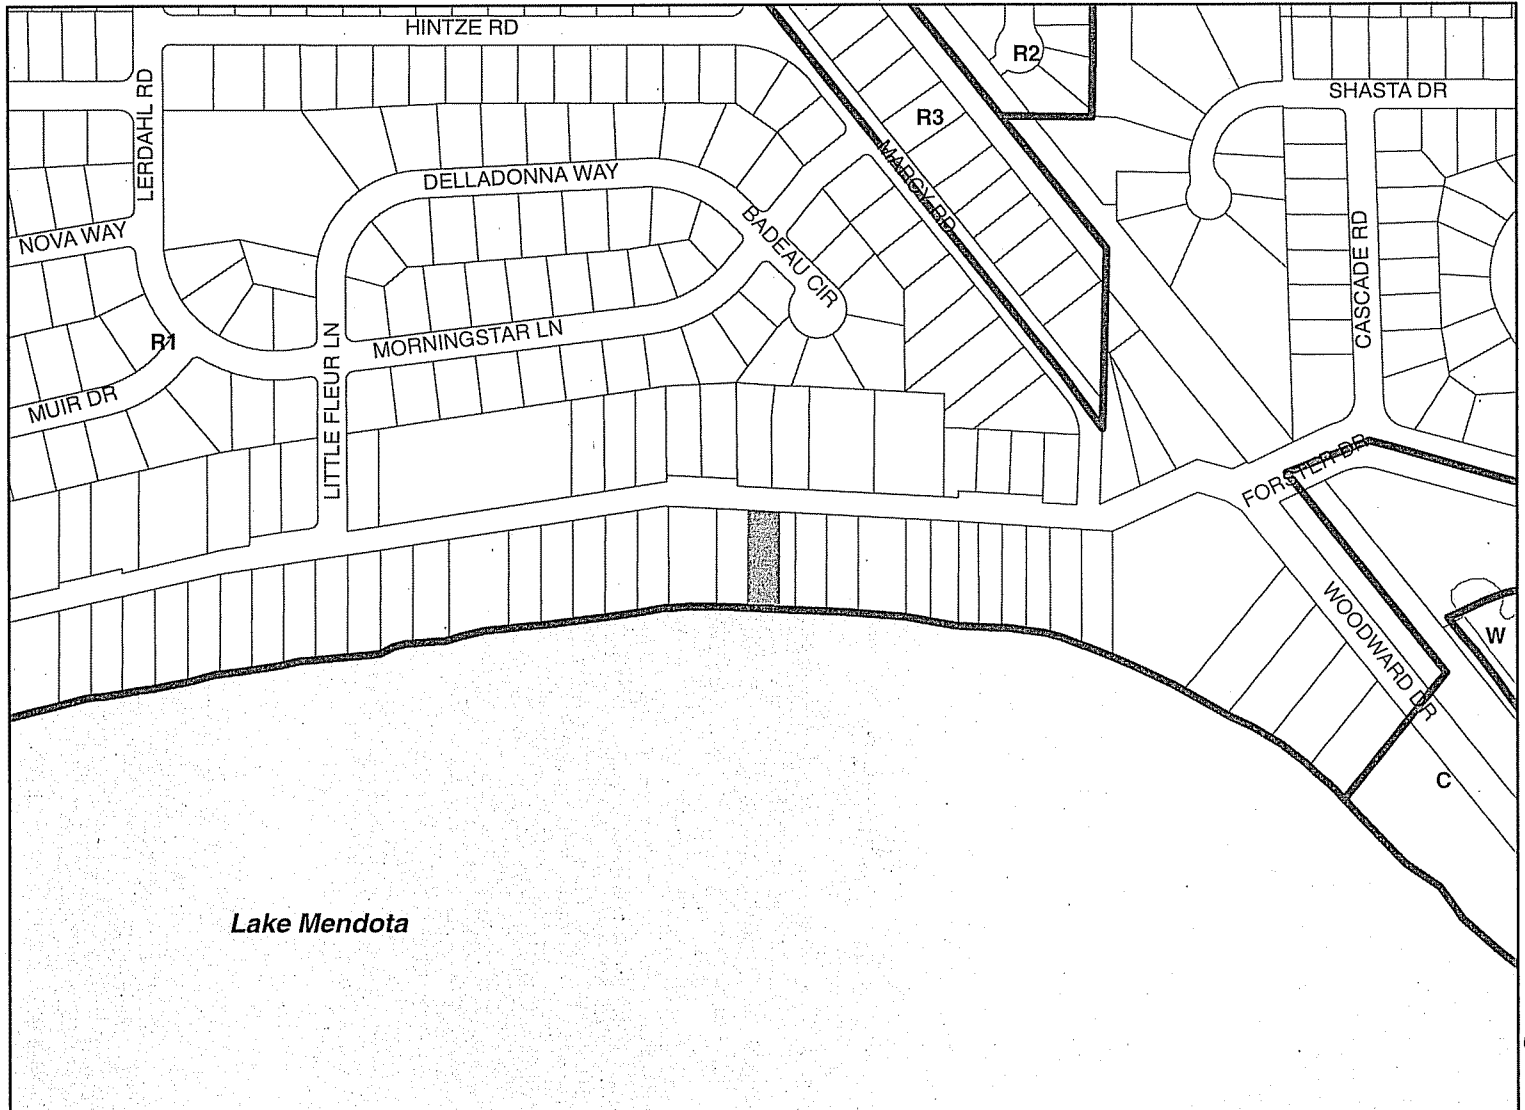 HINTZE RD
R2
SHASTA DR
LERDAHL RD
R3
MARCY RD
DELLADONNA WAY
NOVA WAY
BADEAU CIR
CASCADE RD
R1
MORNINGSTAR LN
LITTLE FLEUR LN
MUIR DR
FORSTER DR
WOODWARD DR
W
C
Lake Mendota